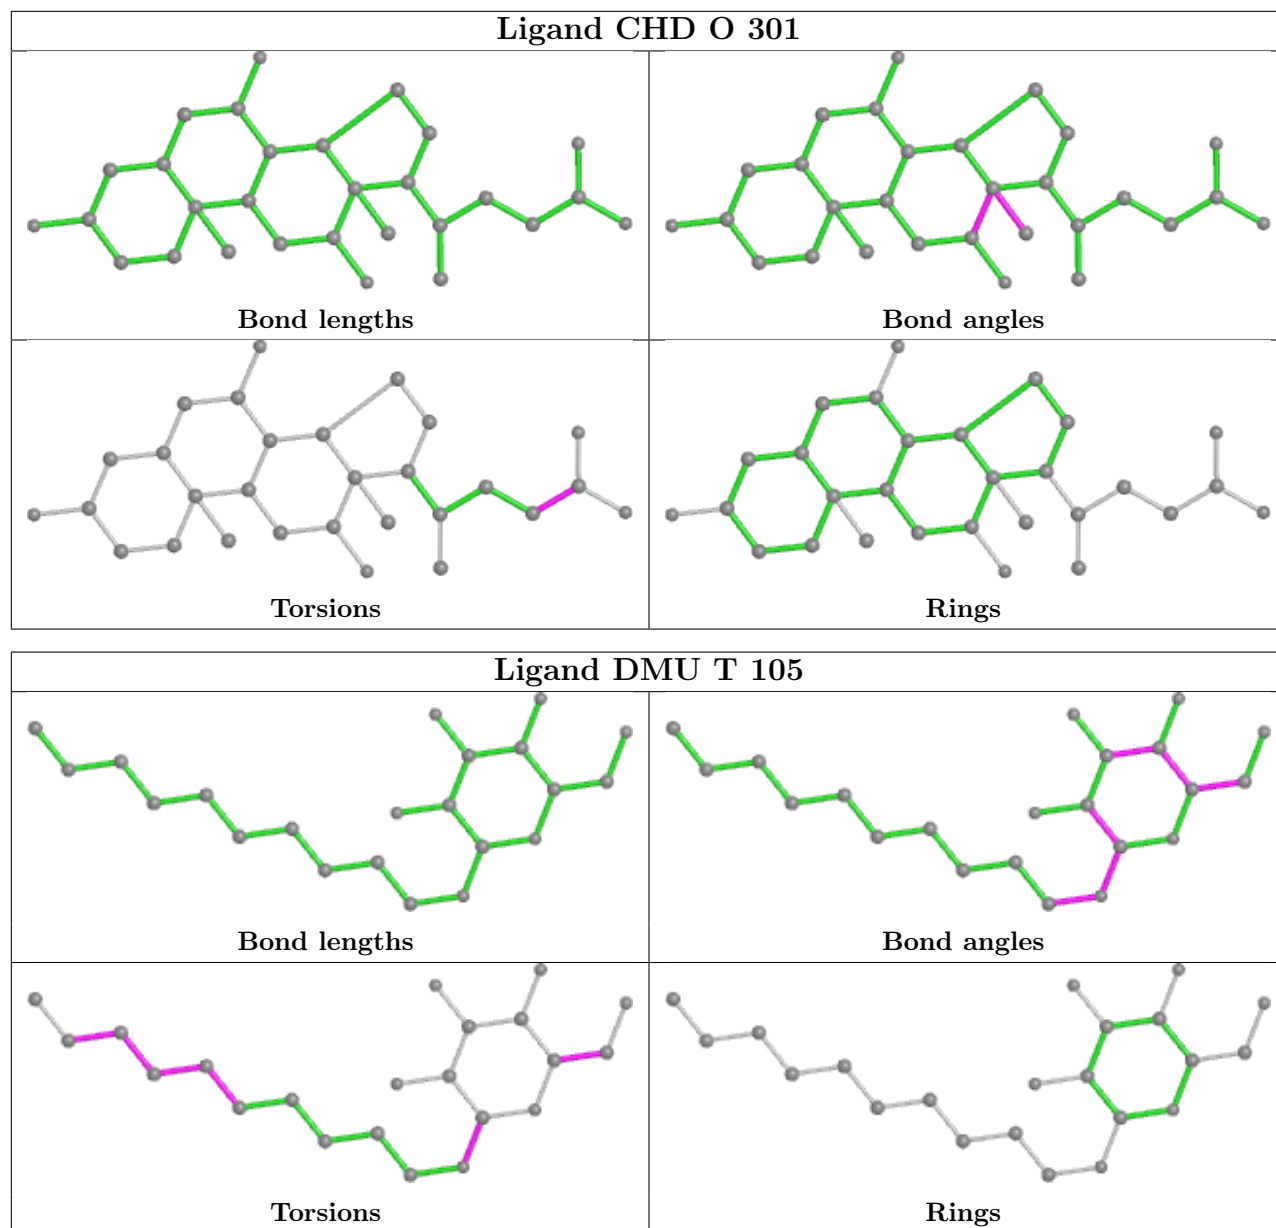 Ligand CHD O 301
Bond lengths
Bond angles
Torsions
Rings
Ligand DMU T 105
Bond lengths
Bond angles
Torsions
Rings